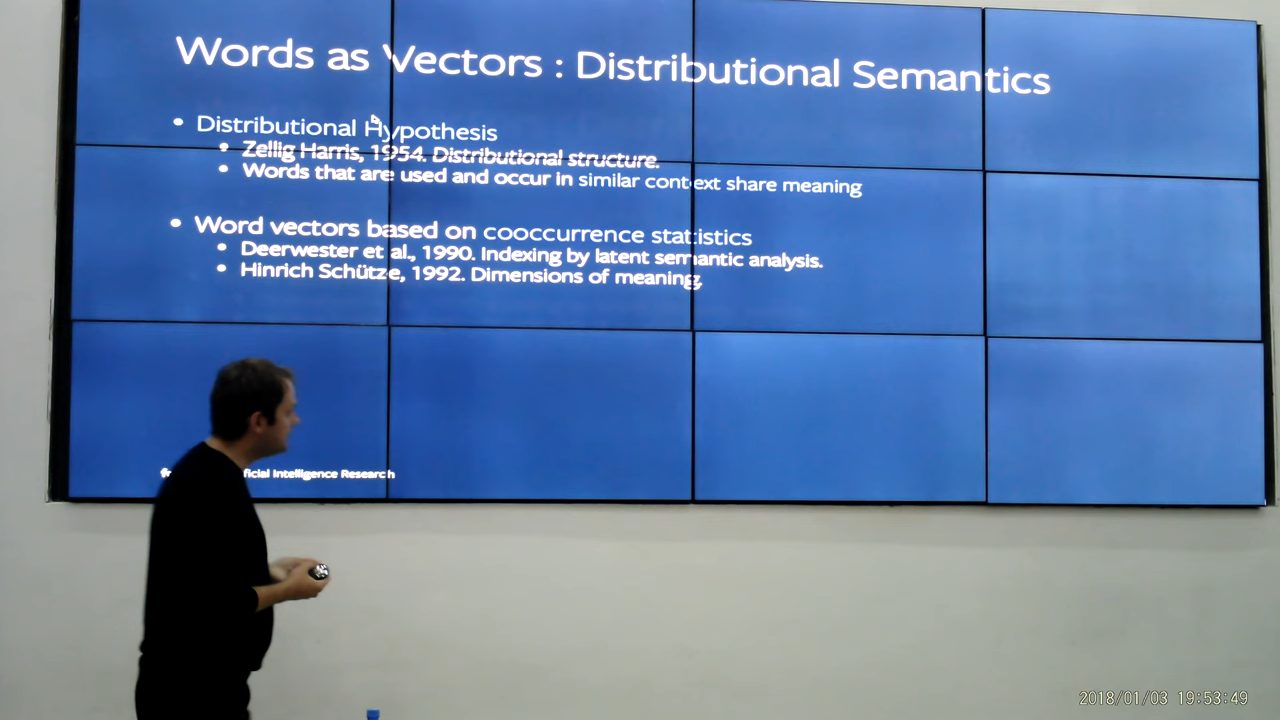 Words as Vectors : Distributional Semantics
• Distributional Hypothesis
• Zellig Harris, 1954. Distributional structure.
• Words that are used and occur in similar context share meaning
• Word vectors based on cooccurrence statistics
• Deerwester et al., 1990. Indexing by latent semantic analysis.
• Hinrich Schütze, 1992. Dimensions of meaning.
Intelligence Research
2018/01/03 19:53:49